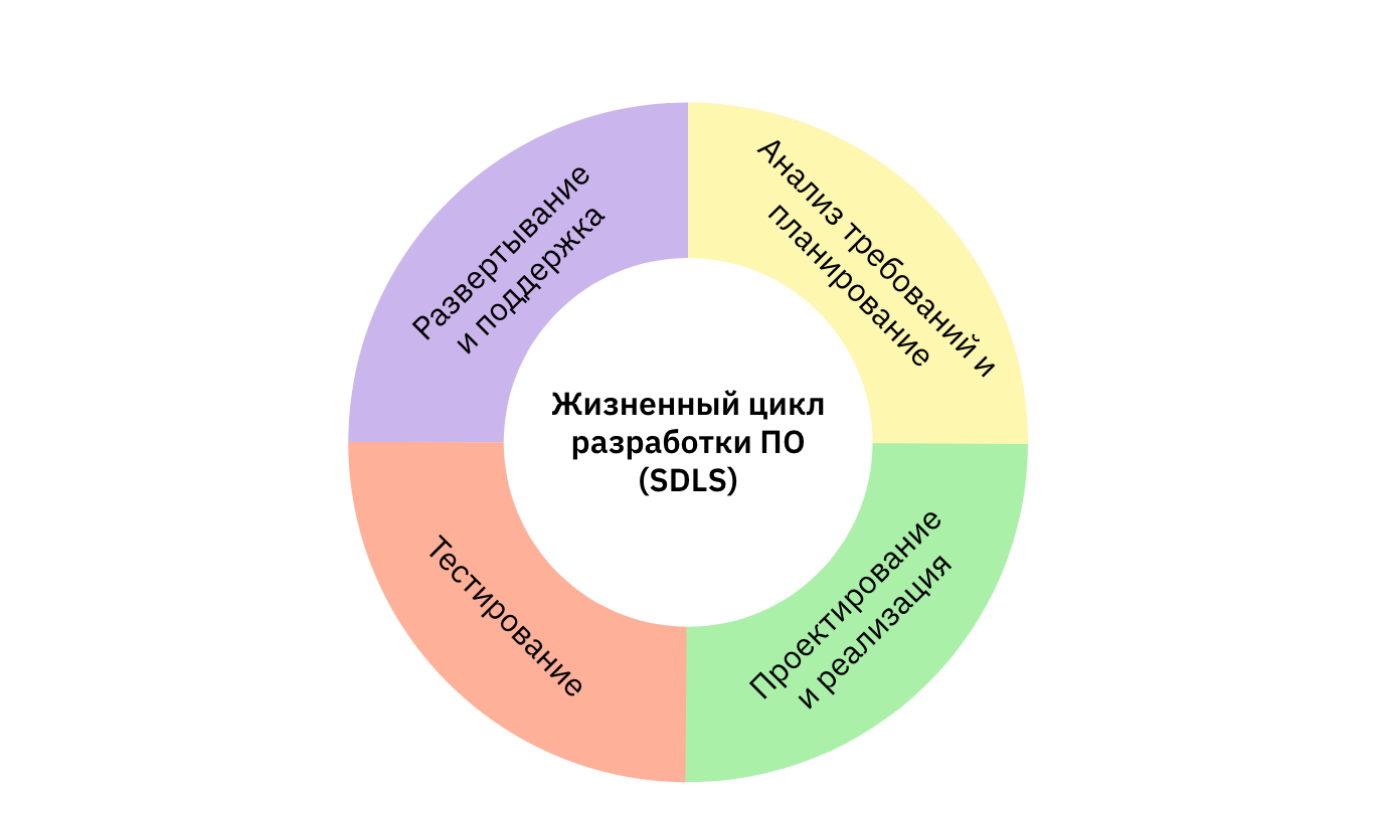 Жизненный цикл
разработки ПО
(SDLS)
Анализ требований и
планирование
Проектирование
и реализация
Тестирование
Развертывание
и поддержка